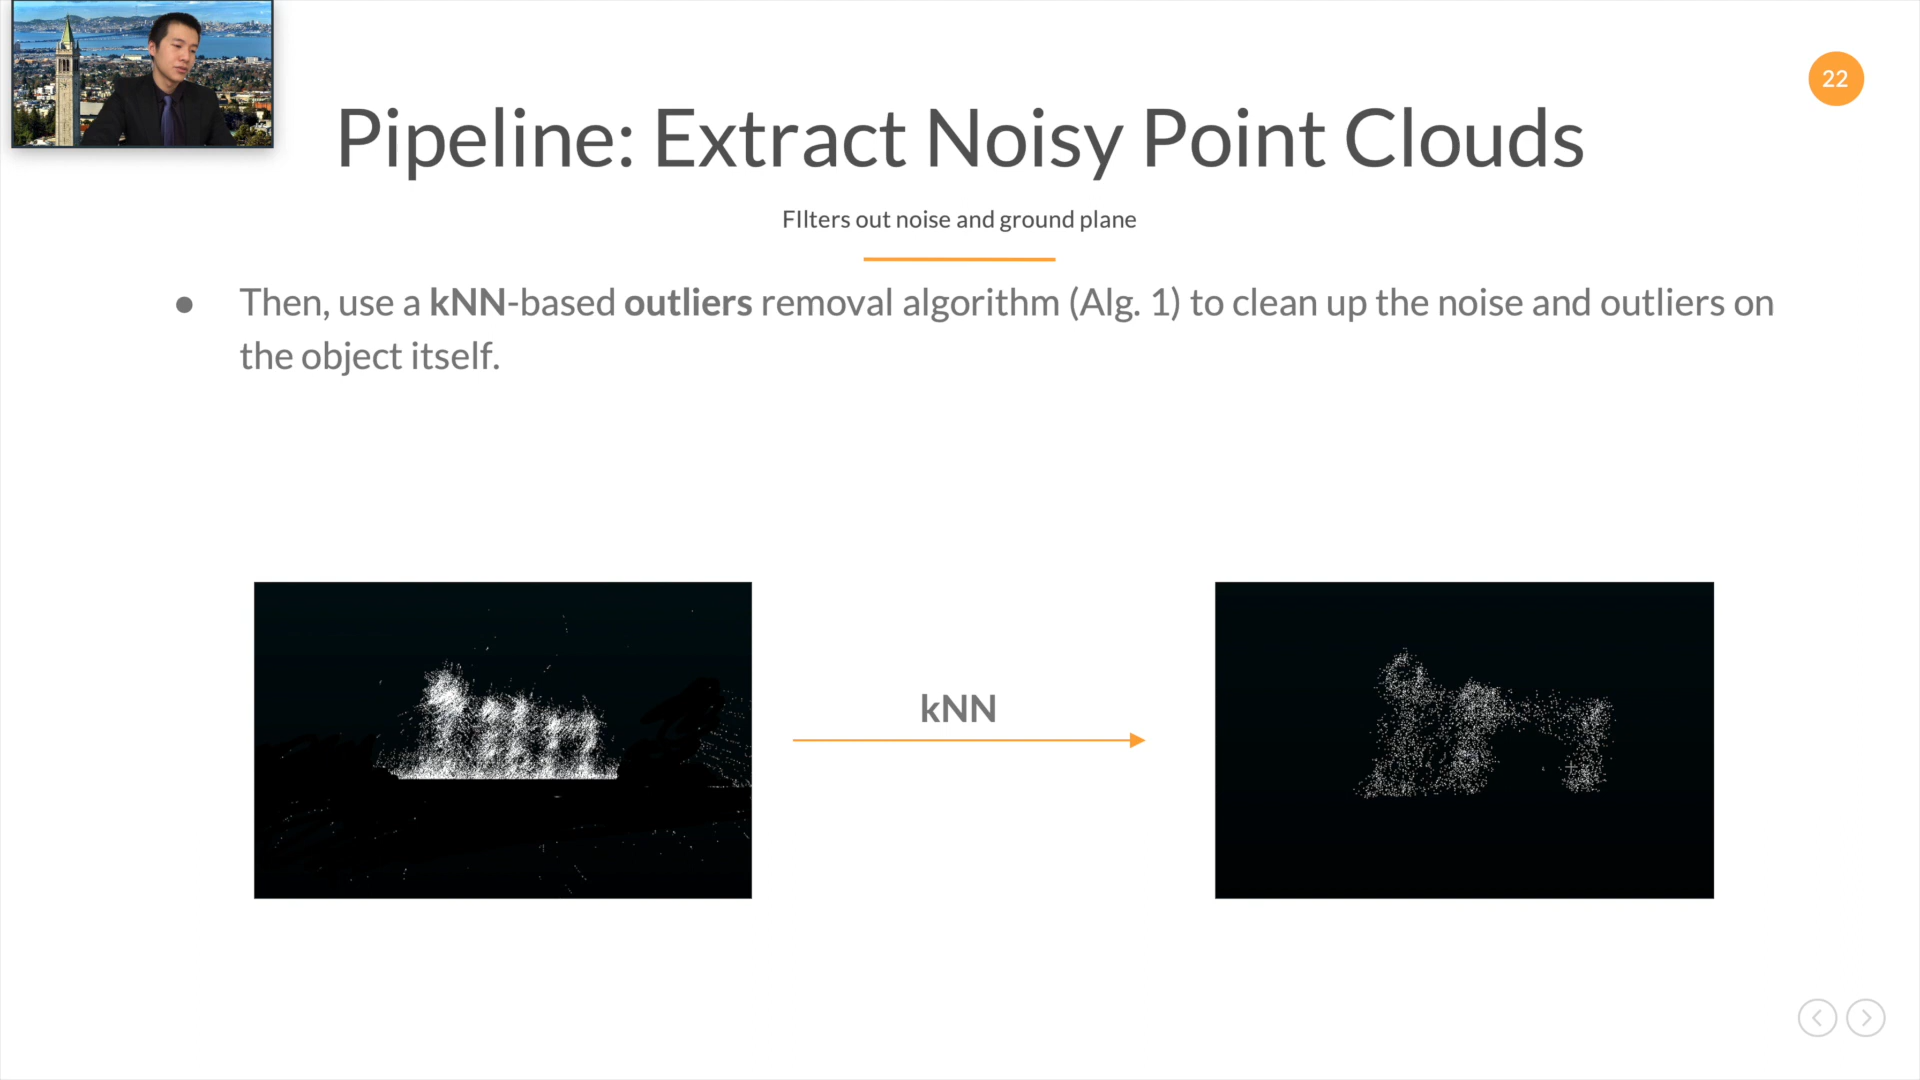 22
Pipeline: Extract Noisy Point Clouds
FIlters out noise and ground plane
● Then, use a kNN-based outliers removal algorithm (Alg. 1) to clean up the noise and outliers on
the object itself.
kNN